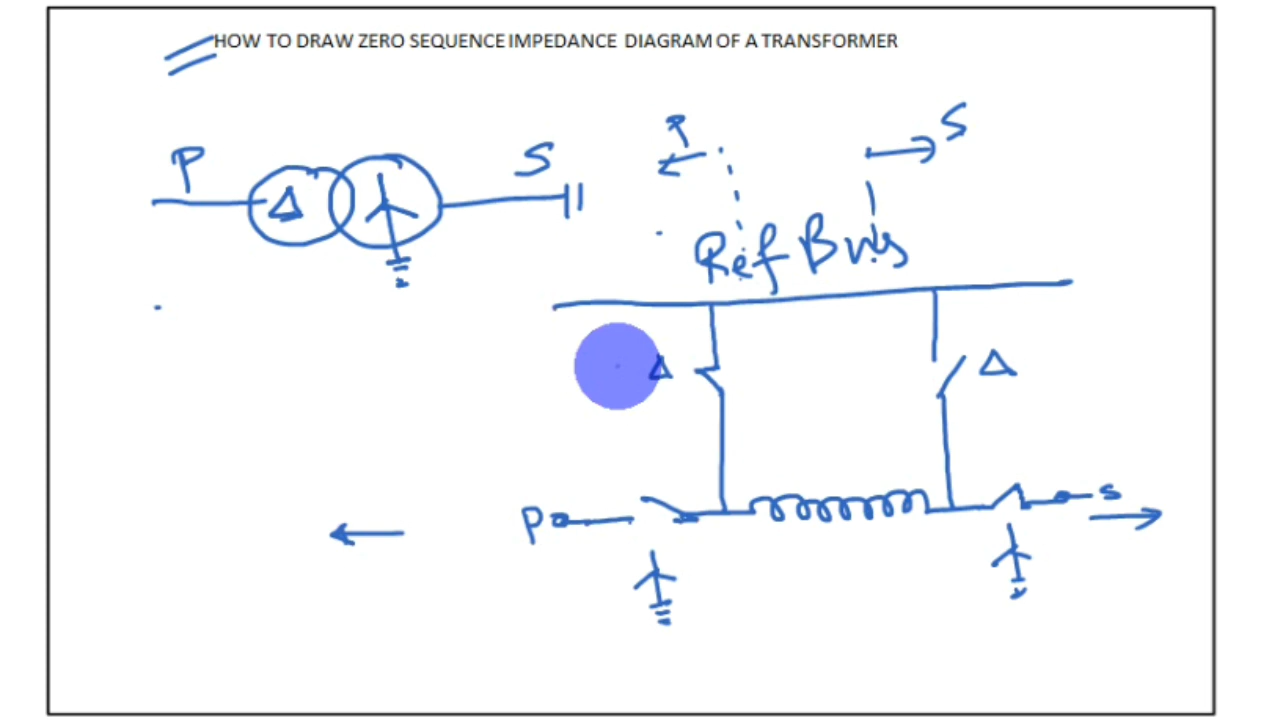 HOW TO DRAW ZERO SEQUENCE IMPEDANCE DIAGRAM OF A TRANSFORMER
P S
P S
Δ
Ref Bus
Δ Δ
P S